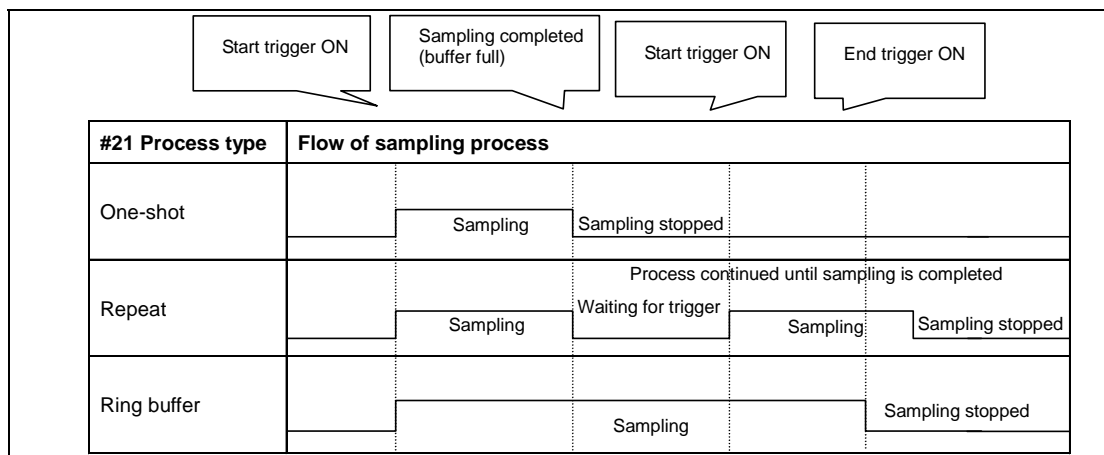 Start trigger ON
Sampling completed
(buffer full)
Start trigger ON
End trigger ON
#21 Process type
Flow of sampling process
One-shot
Sampling
Sampling stopped
Repeat
Process continued until sampling is completed
Sampling
Waiting for trigger
Sampling
Sampling stopped
Ring buffer
Sampling
Sampling stopped